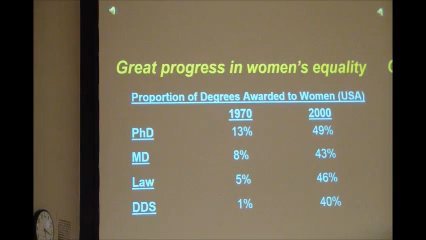 Great progress in women's equality
Proportion of Degrees Awarded to Women (USA)
1970 2000
PhD 13% 49%
MD 8% 43%
Law 5% 46%
DDS 1% 40%